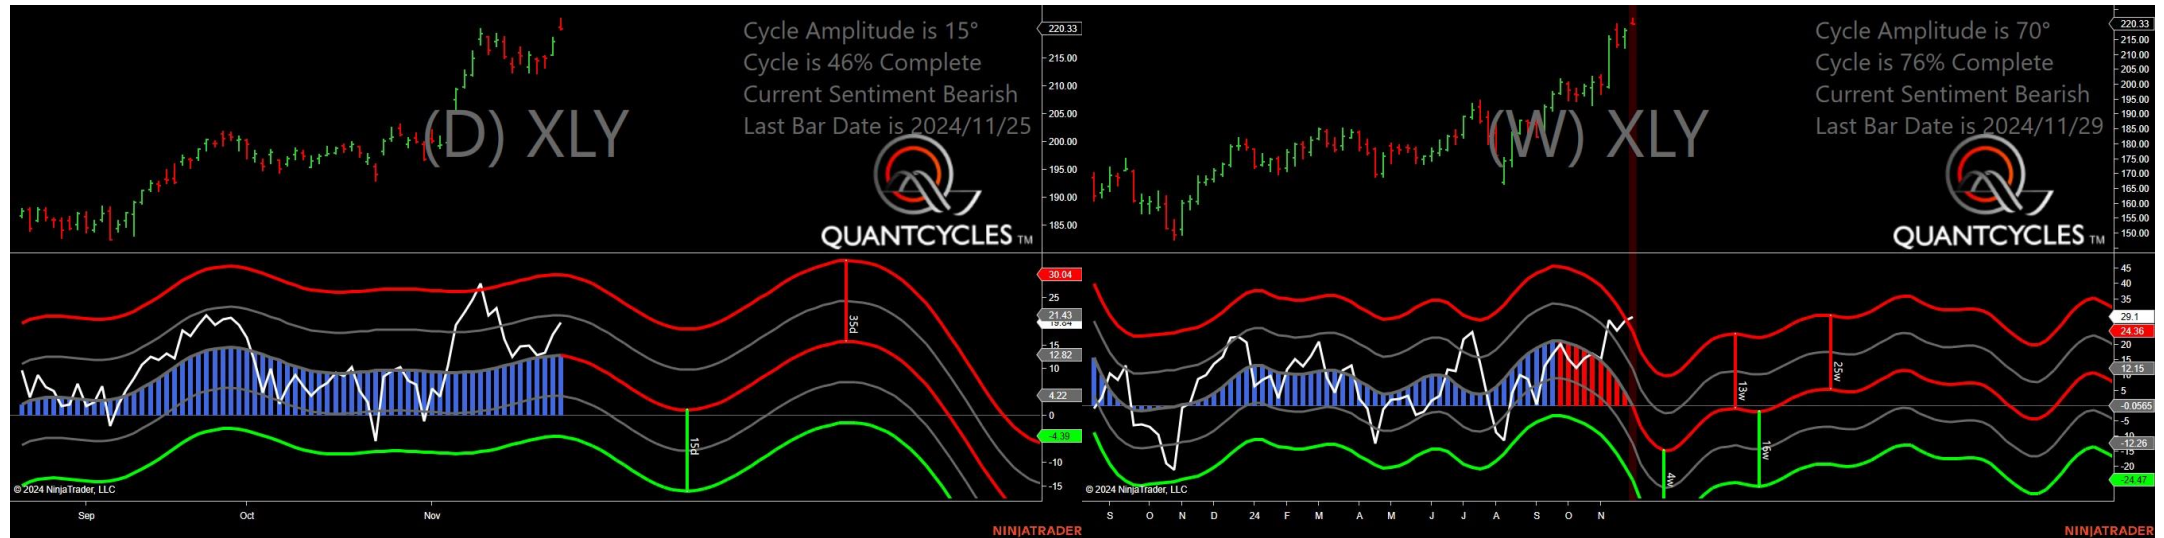 Cycle Amplitude is 15°
Cycle is 46% Complete
Current Sentiment Bearish
Last Bar Date is 2024/11/25
(D) XLY
QUANTCYCLES TM
220.33
215.00
210.00
205.00
200.00
195.00
190.00
185.00
30.04
25
21.43
19.84
15
12.82
10
4.22
0
-4.39
-10
-15
35d
15d
© 2024 NinjaTrader, LLC
Sep Oct Nov
NINJATRADER
Cycle Amplitude is 70°
Cycle is 76% Complete
Current Sentiment Bearish
Last Bar Date is 2024/11/29
(W) XLY
QUANTCYCLES TM
220.33
215.00
210.00
205.00
200.00
195.00
190.00
185.00
180.00
175.00
170.00
165.00
160.00
155.00
150.00
45
40
35
29.1
24.36
20
15
12.15
5
-0.0565
-5
-12.26
-15
-20
-24.47
13w
25w
16w
4w
© 2024 NinjaTrader, LLC
S O N D 24 F M A M J J A S O N
NINJATRADER